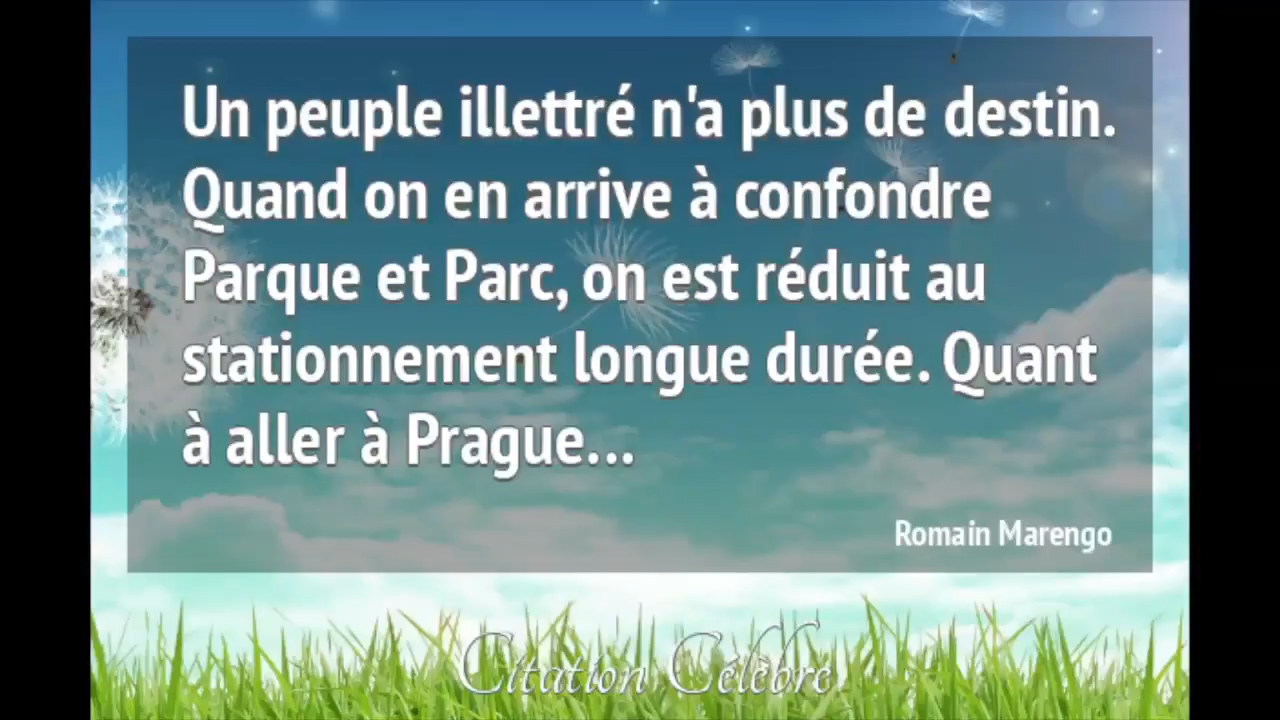 Un peuple illettré n'a plus de destin.
Quand on en arrive à confondre
Parque et Parc, on est réduit au
stationnement longue durée. Quant
à aller à Prague...
Romain Marengo
Citation Célèbre